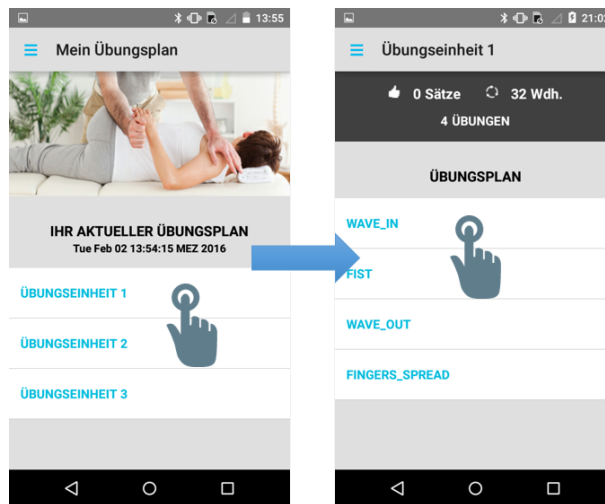 13:55
Mein Übungsplan
IHR AKTUELLER ÜBUNGSPLAN
Tue Feb 02 13:54:15 MEZ 2016
ÜBUNGSEINHEIT 1
ÜBUNGSEINHEIT 2
ÜBUNGSEINHEIT 3
21:02
Übungseinheit 1
0 Sätze 32 Wdh.
4 ÜBUNGEN
ÜBUNGSPLAN
WAVE_IN
FIST
WAVE_OUT
FINGERS_SPREAD